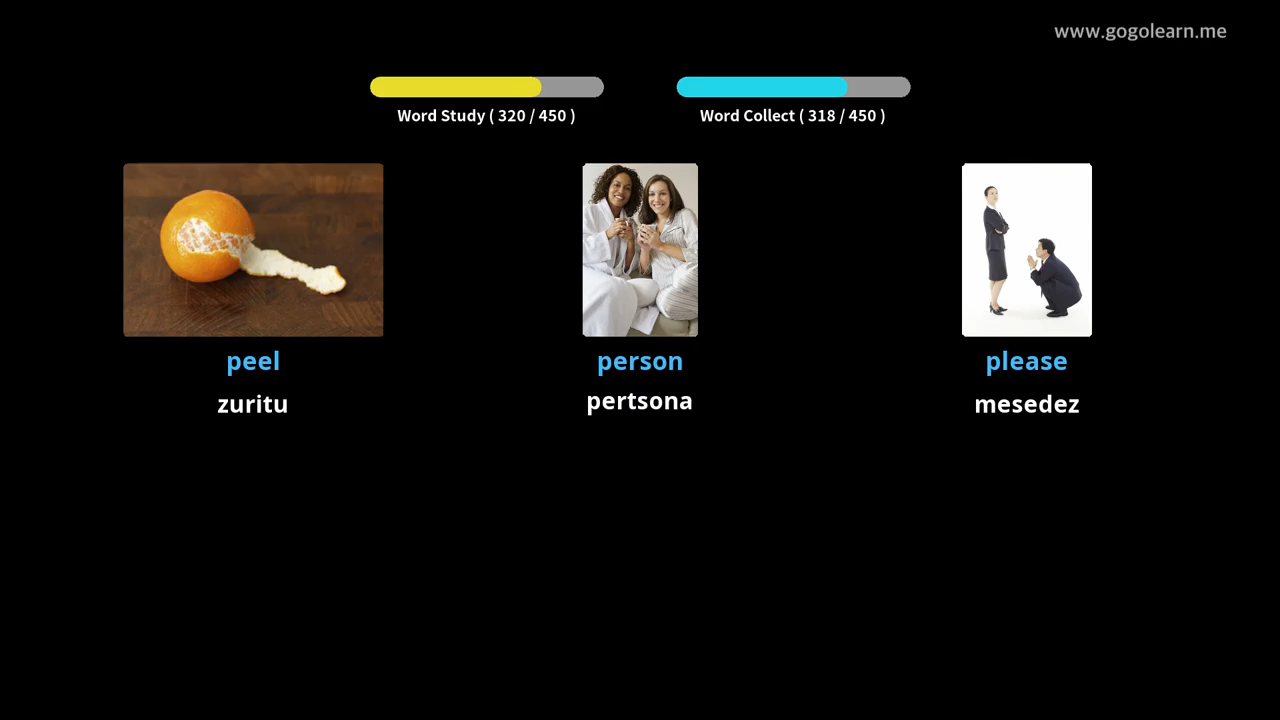 www.gogolearn.me
Word Study ( 320 / 450 )
Word Collect ( 318 / 450 )
peel
zuritu
person
pertsona
please
mesedez